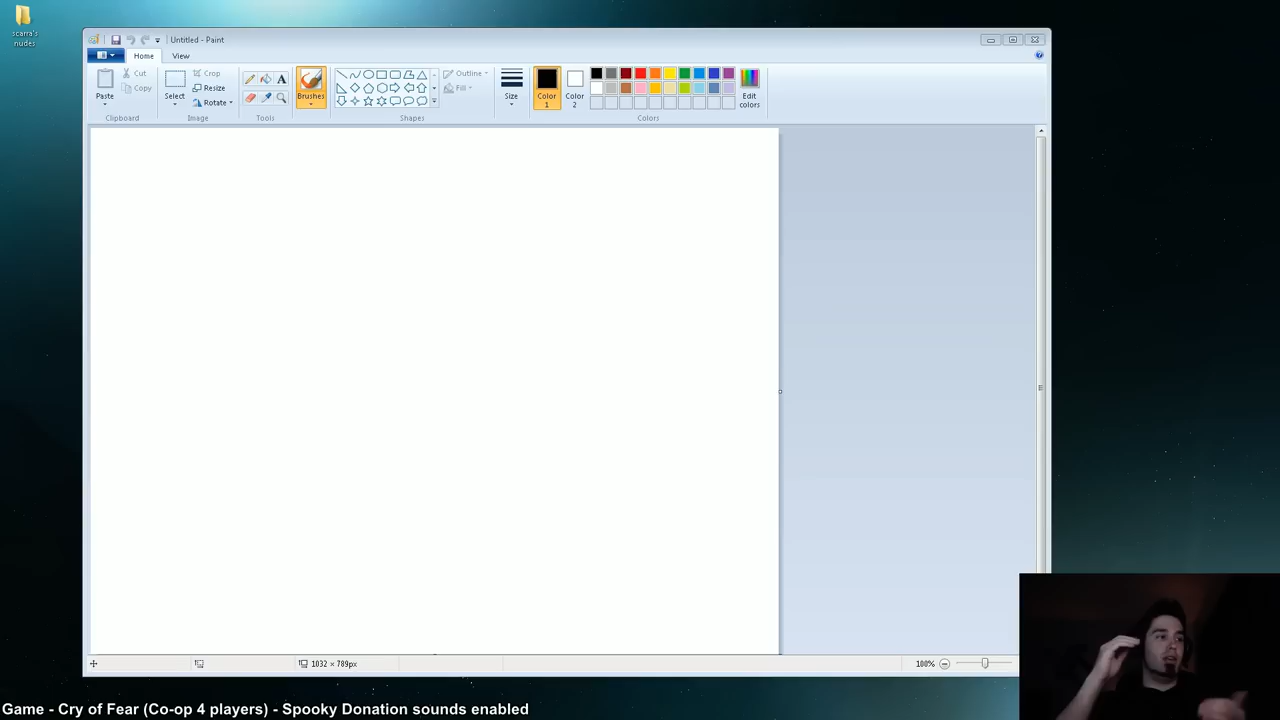 scarra's
nudes
Untitled - Paint
Home
View
Paste
Cut
Copy
Clipboard
Select
Crop
Resize
Rotate
Image
A
Tools
Brushes
Outline
Fill
Shapes
Size
Color
1
Color
2
Edit
colors
Colors
1032 × 789px
100%
Game - Cry of Fear (Co-op 4 players) - Spooky Donation sounds enabled